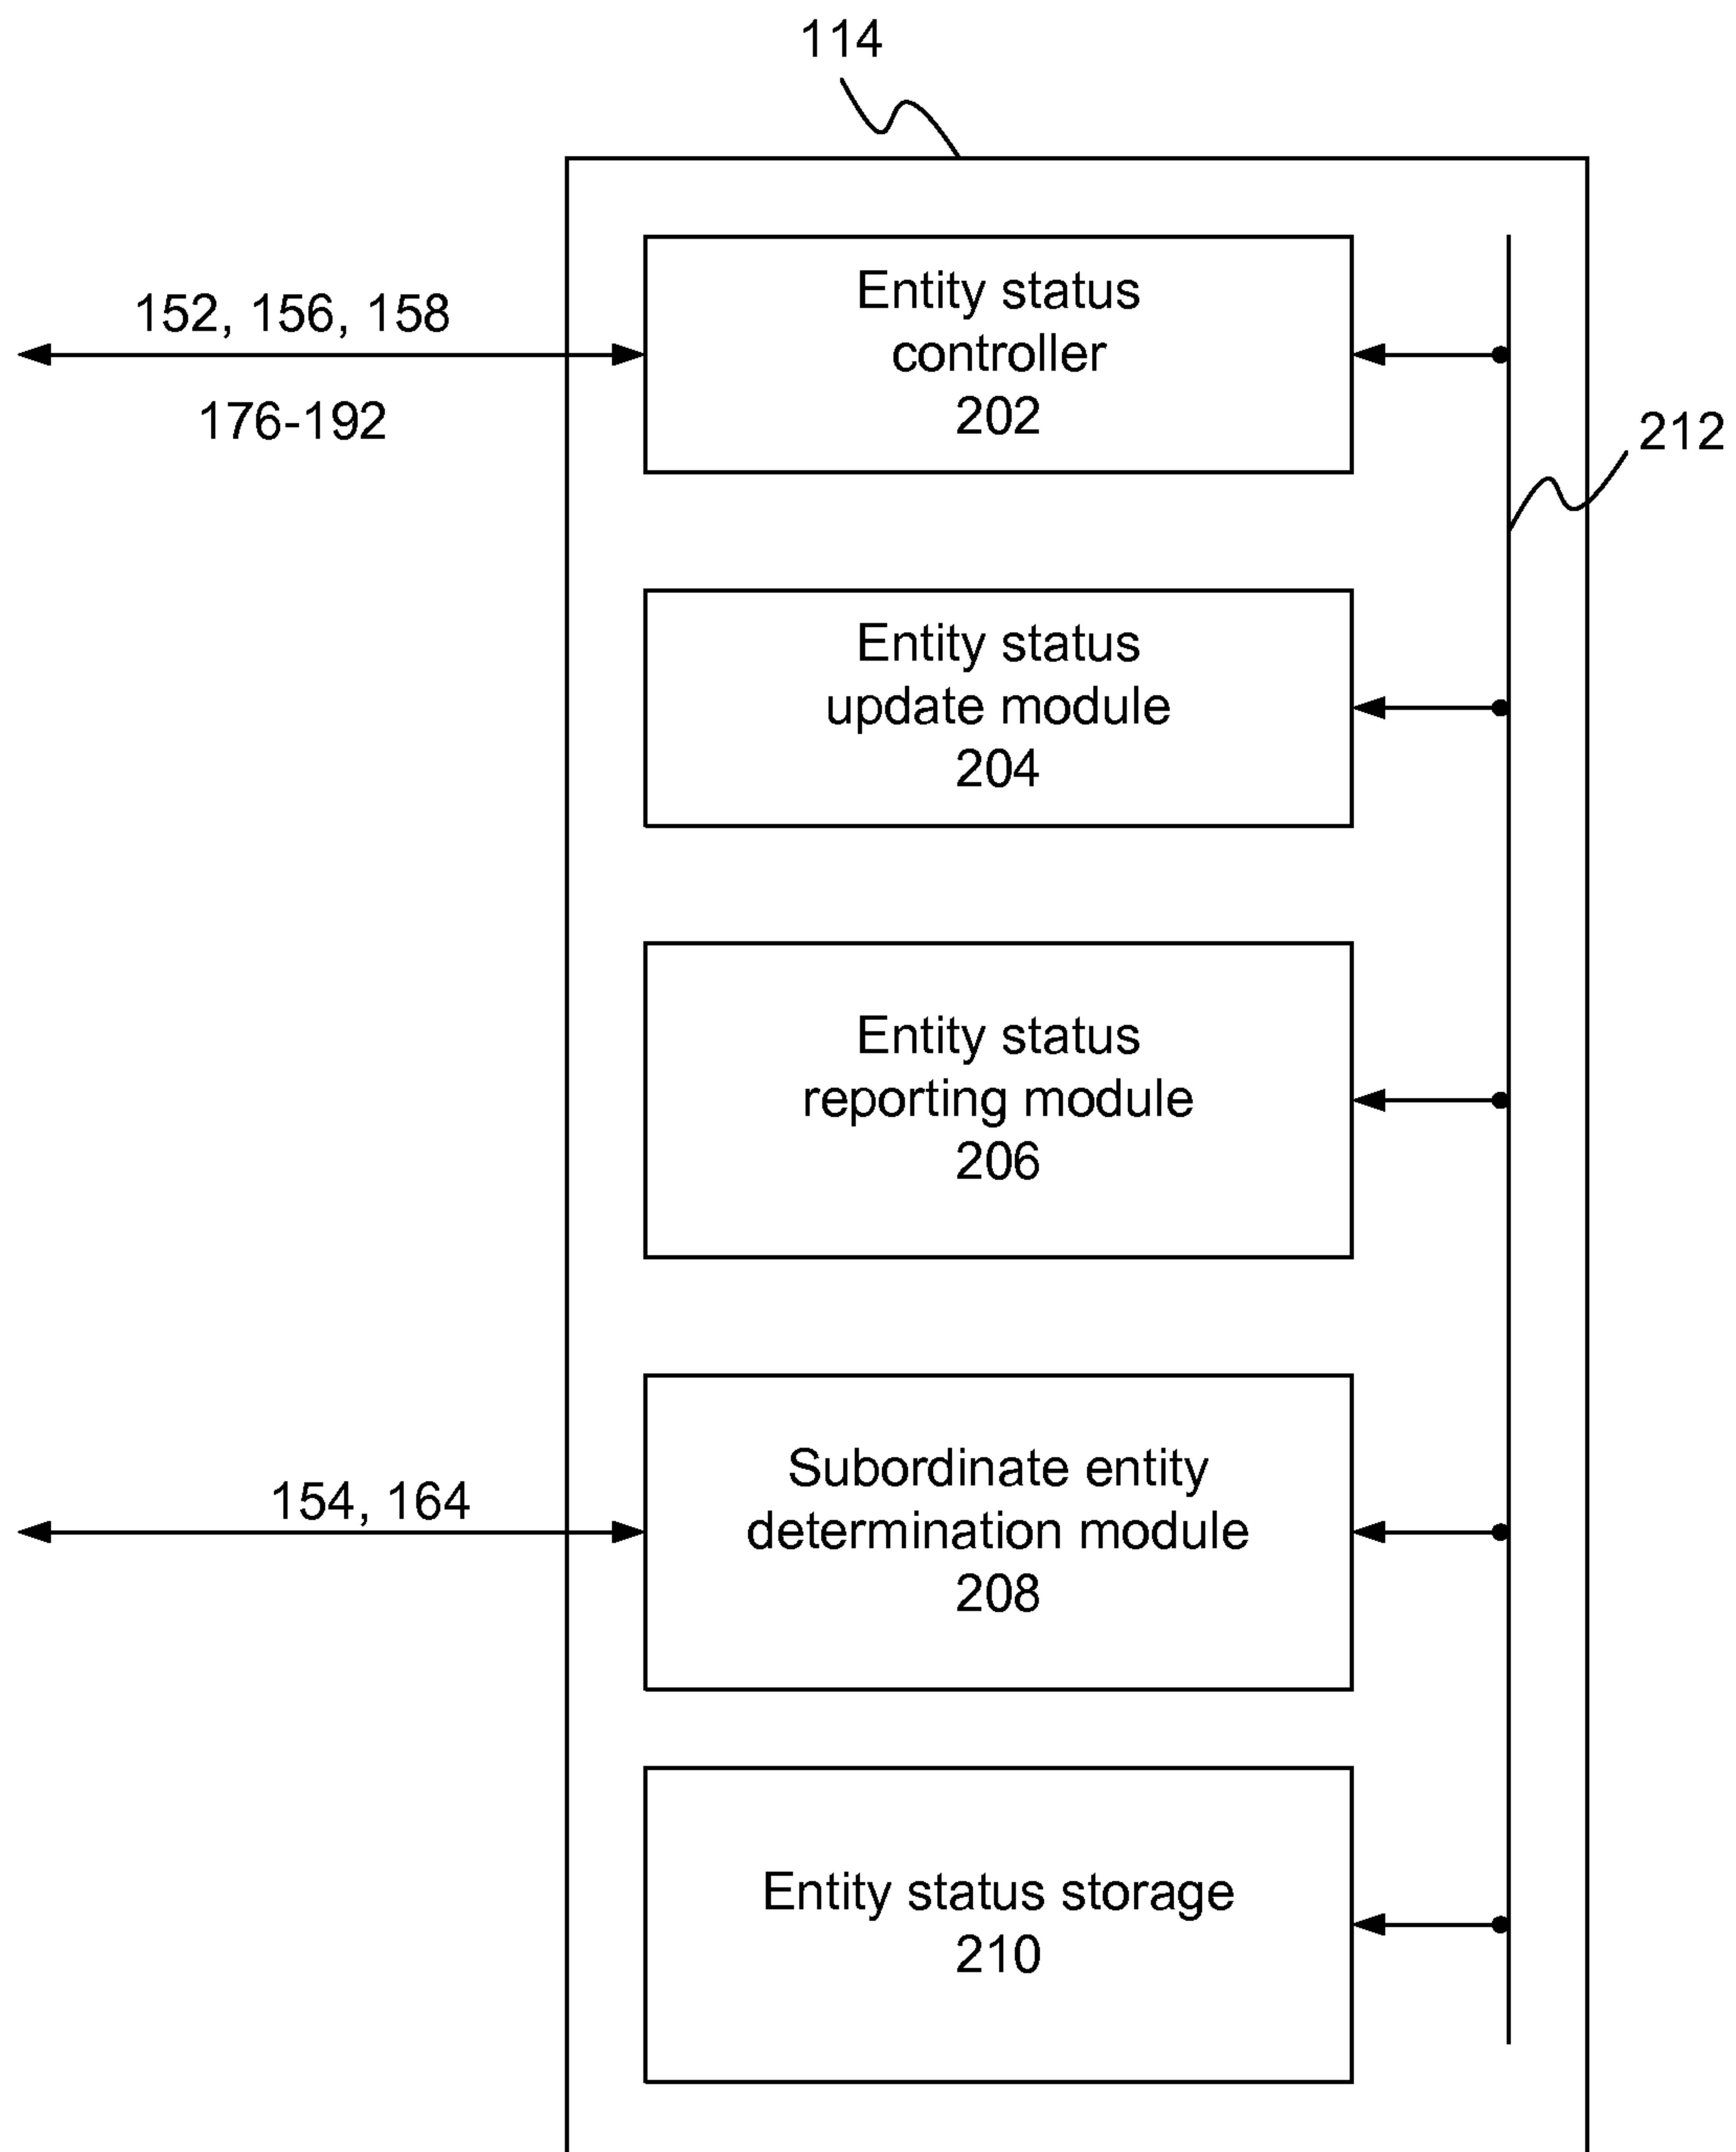 114
152, 156, 158
176-192
Entity status
controller
202
212
Entity status
update module
204
Entity status
reporting module
206
154, 164
Subordinate entity
determination module
208
Entity status storage
210